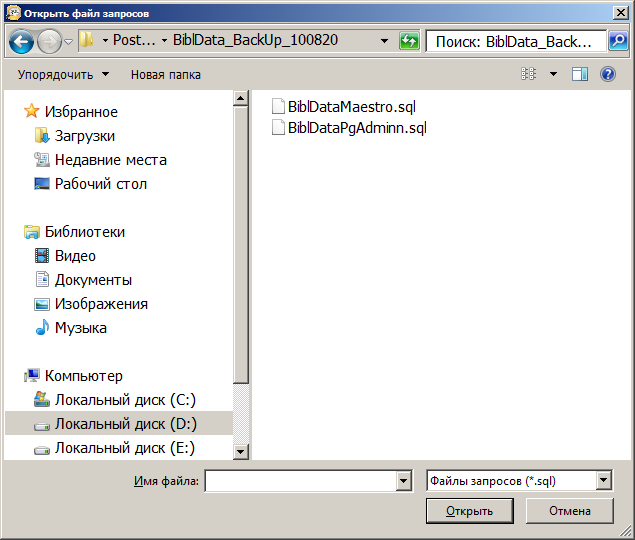 Открыть файл запросов
Post... BiblData_BackUp_100820 Поиск: BiblData_Back...
Упорядочить Новая папка
Избранное
Загрузки
Недавние места
Рабочий стол
Библиотеки
Видео
Документы
Изображения
Музыка
Компьютер
Локальный диск (C:)
Локальный диск (D:)
Локальный диск (E:)
BiblDataMaestro.sql
BiblDataPgAdminn.sql
Имя файла: Файлы запросов (*.sql)
Открыть Отмена